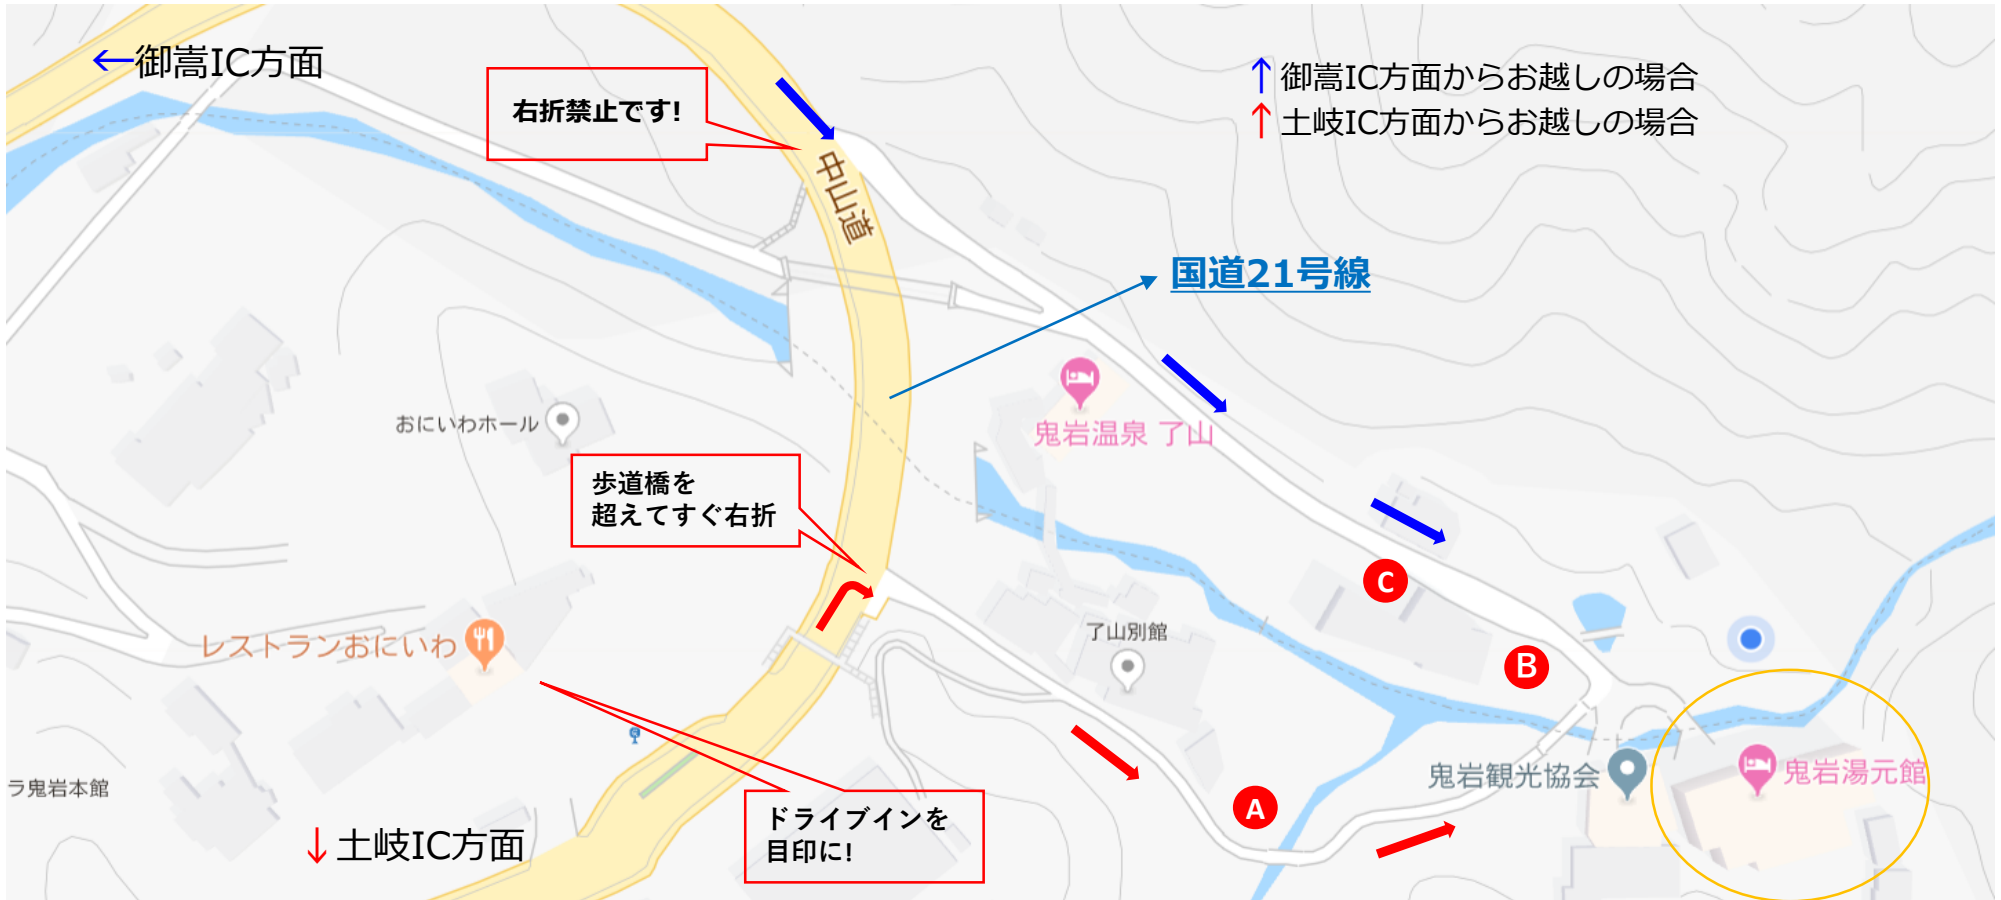 ←御嵩IC方面
右折禁止です!
↑御嵩IC方面からお越しの場合
↑土岐IC方面からお越しの場合
中山道
国道21号線
おにいわホール
鬼岩温泉 了山
歩道橋を
超えてすぐ右折
C
レストランおにいわ
了山別館
B
ラ鬼岩本館
鬼岩観光協会
鬼岩湯元館
A
ドライブインを
目印に!
↓土岐IC方面